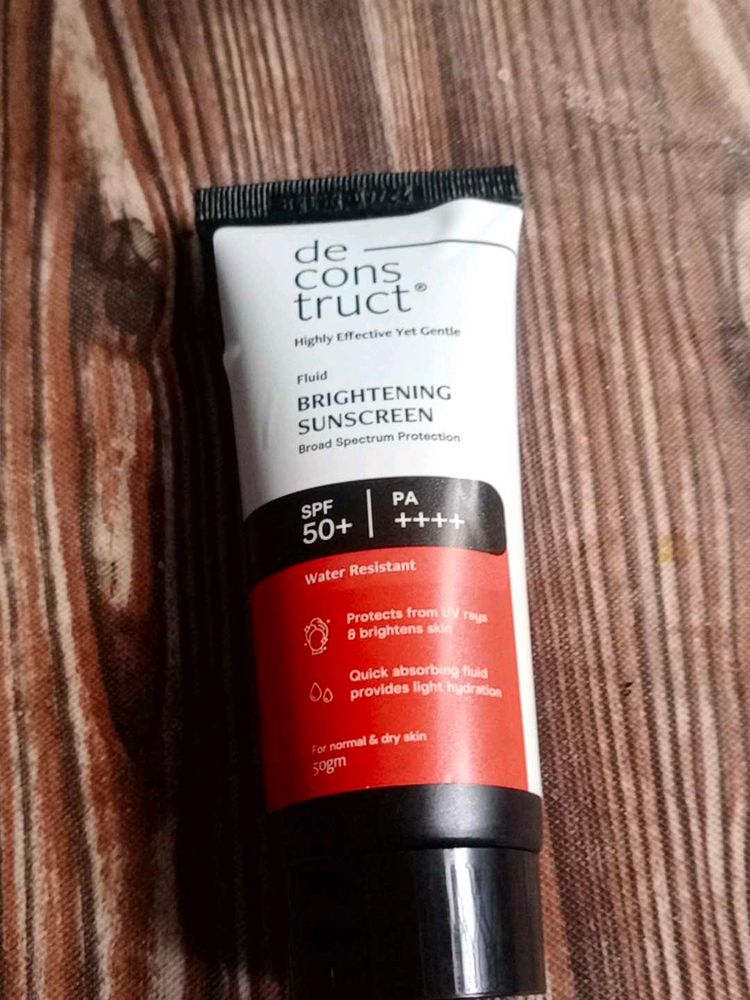 de
cons
truct®
Highly Effective Yet Gentle
Fluid
BRIGHTENING
SUNSCREEN
Broad Spectrum Protection
SPF
50+
PA
++++
Water Resistant
Protects from UV rays
& brightens skin
Quick absorbing fluid
provides light hydration
For normal & dry skin
50gm